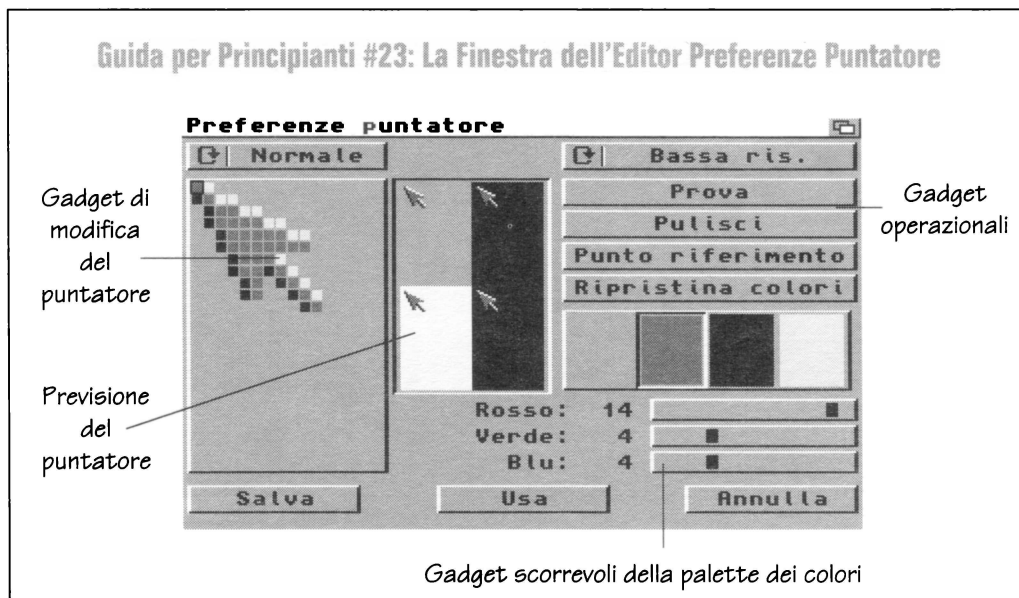 Guida per Principianti #23: La Finestra dell'Editor Preferenze Puntatore
Preferenze puntatore
Normale
Bassa ris.
Prova
Pulisci
Punto riferimento
Ripristina colori
Gadget di
modifica
del
puntatore
Gadget
operazionali
Previsione
del
puntatore
Rosso: 14
Verde: 4
Blu: 4
Salva
Usa
Annulla
Gadget scorrevoli della palette dei colori